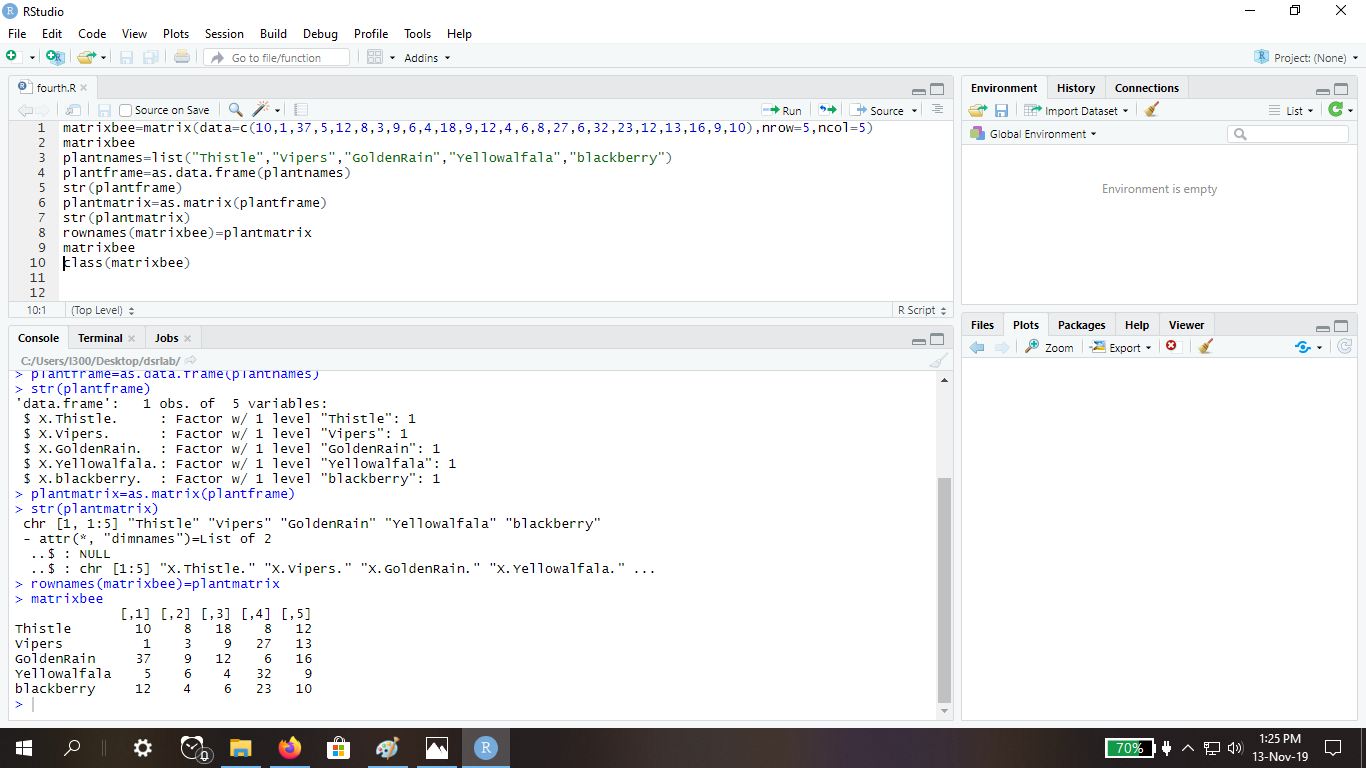 RStudio
File Edit Code View Plots Session Build Debug Profile Tools Help
Go to file/function Addins Project: (None)
fourth.R
Source on Save Run Source
1 matrixbee=matrix(data=c(10,1,37,5,12,8,3,9,6,4,18,9,12,4,6,8,27,6,32,23,12,13,16,9,10),nrow=5,ncol=5)
2 matrixbee
3 plantnames=list("Thistle","Vipers","GoldenRain","Yellowalfala","blackberry")
4 plantframe=as.data.frame(plantnames)
5 str(plantframe)
6 plantmatrix=as.matrix(plantframe)
7 str(plantmatrix)
8 rownames(matrixbee)=plantmatrix
9 matrixbee
10 class(matrixbee)
11
12
10:1 (Top Level) R Script
Console Terminal Jobs
C:/Users/I300/Desktop/dsrlab/
> plantframe=as.data.frame(plantnames)
> str(plantframe)
'data.frame':   1 obs. of  5 variables:
 $ X.Thistle.     : Factor w/ 1 level "Thistle": 1
 $ X.Vipers.      : Factor w/ 1 level "Vipers": 1
 $ X.GoldenRain.  : Factor w/ 1 level "GoldenRain": 1
 $ X.Yellowalfala.: Factor w/ 1 level "Yellowalfala": 1
 $ X.blackberry.  : Factor w/ 1 level "blackberry": 1
> plantmatrix=as.matrix(plantframe)
> str(plantmatrix)
 chr [1, 1:5] "Thistle" "Vipers" "GoldenRain" "Yellowalfala" "blackberry"
 - attr(*, "dimnames")=List of 2
  ..$ : NULL
  ..$ : chr [1:5] "X.Thistle." "X.Vipers." "X.GoldenRain." "X.Yellowalfala." ...
> rownames(matrixbee)=plantmatrix
> matrixbee
             [,1] [,2] [,3] [,4] [,5]
Thistle        10    8   18    8   12
Vipers          1    3    9   27   13
GoldenRain     37    9   12    6   16
Yellowalfala    5    6    4   32    9
blackberry     12    4    6   23   10
>
Environment History Connections
Import Dataset List
Global Environment
Environment is empty
Files Plots Packages Help Viewer
Zoom Export
70% 1:25 PM
13-Nov-19